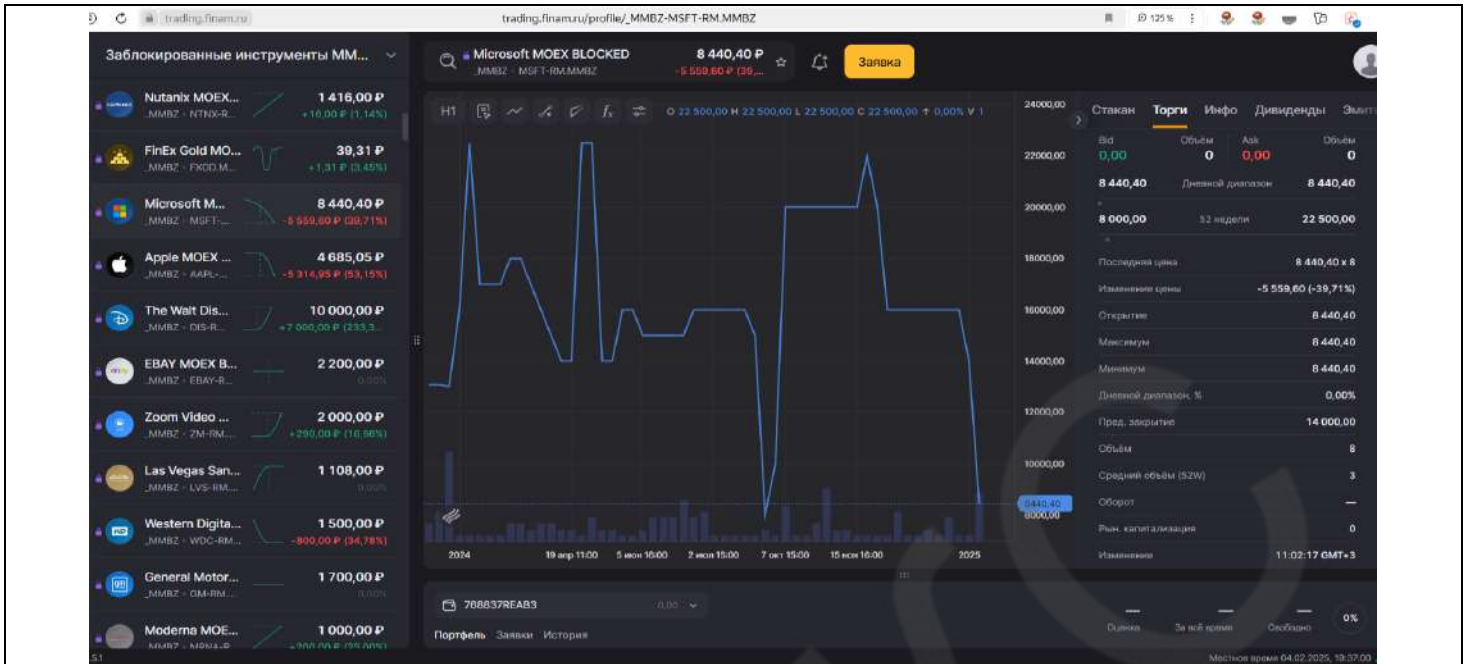 trading.finam.ru
trading.finam.ru/profile/_MMBZ-MSFT-RM.MMBZ
125 %
Заблокированные инструменты ММ...
Nutanix MOEX... 1 416,00 ₽
_MMBZ · NTNX-R... +16,00 ₽ (1,14%)
FinEx Gold MO... 39,31 ₽
_MMBZ · FXGD.M... +1,31 ₽ (3,45%)
Microsoft M... 8 440,40 ₽
_MMBZ · MSFT-... -5 559,60 ₽ (39,71%)
Apple MOEX ... 4 685,05 ₽
_MMBZ · AAPL-... -5 314,95 ₽ (53,15%)
The Walt Dis... 10 000,00 ₽
_MMBZ · DIS-R... +7 000,00 ₽ (233,3...
EBAY MOEX B... 2 200,00 ₽
_MMBZ · EBAY-R... 0,00%
Zoom Video ... 2 000,00 ₽
_MMBZ · ZM-RM.... +290,00 ₽ (16,96%)
Las Vegas San... 1 108,00 ₽
_MMBZ · LVS-RM.... 0,00%
Western Digita... 1 500,00 ₽
_MMBZ · WDC-RM... -800,00 ₽ (34,78%)
General Motor... 1 700,00 ₽
_MMBZ · GM-RM.... 0,00%
Moderna MOE... 1 000,00 ₽
_MMBZ · MRNA-R... +200,00 ₽ (25,00%)
Microsoft MOEX BLOCKED 8 440,40 ₽
_MMBZ · MSFT-RM.MMBZ -5 559,60 ₽ (39,...
Заявка
H1 O 22 500,00 H 22 500,00 L 22 500,00 C 22 500,00 0,00% V 1
24000,00
22000,00
20000,00
18000,00
16000,00
14000,00
12000,00
10000,00
8440,40
8000,00
2024 19 апр 11:00 5 июн 16:00 2 июл 15:00 7 окт 15:00 15 ноя 16:00 2025
Стакан Торги Инфо Дивиденды Эмит
Bid Объём Ask Объём
0,00 0 0,00 0
8 440,40 Дневной диапазон 8 440,40
8 000,00 52 недели 22 500,00
Последняя цена 8 440,40 x 8
Изменение цены -5 559,60 (-39,71%)
Открытие 8 440,40
Максимум 8 440,40
Минимум 8 440,40
Дневной диапазон, % 0,00%
Пред. закрытие 14 000,00
Объём 8
Средний объём (52W) 3
Оборот —
Рын. капитализация 0
Изменение 11:02:17 GMT+3
768637REAB3 0,00
Портфель Заявки История
— — — 0%
Оценка За всё время Свободно
Местное время 04.02.2025, 19:37:00